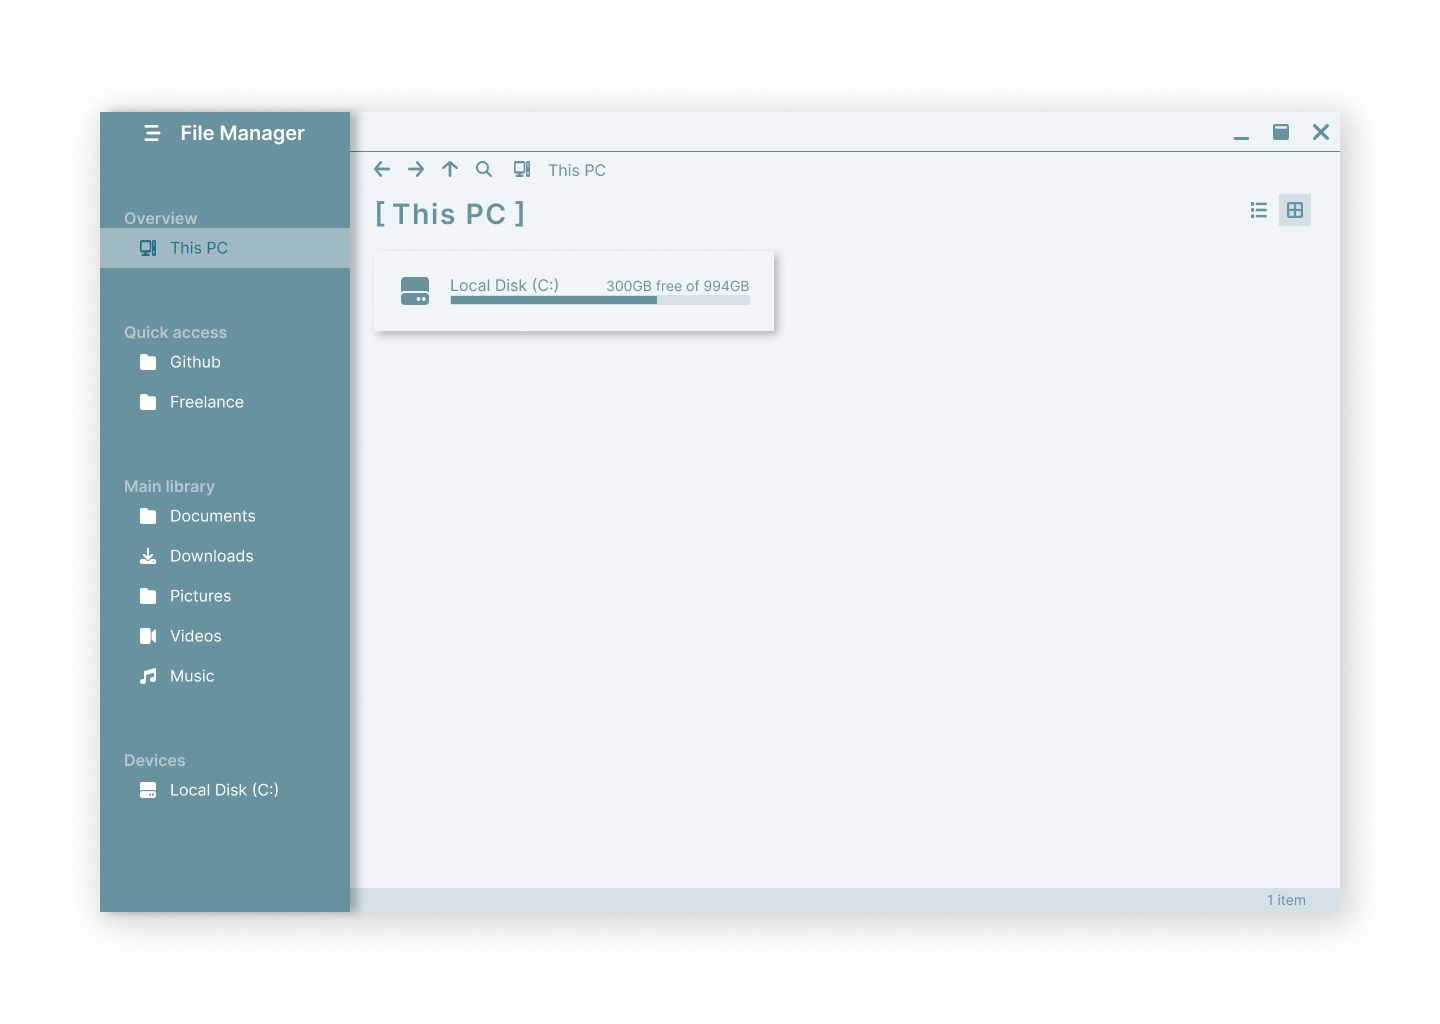 File Manager
Overview
This PC
Quick access
Github
Freelance
Main library
Documents
Downloads
Pictures
Videos
Music
Devices
Local Disk (C:)
This PC
[ This PC ]
Local Disk (C:) 300GB free of 994GB
1 item